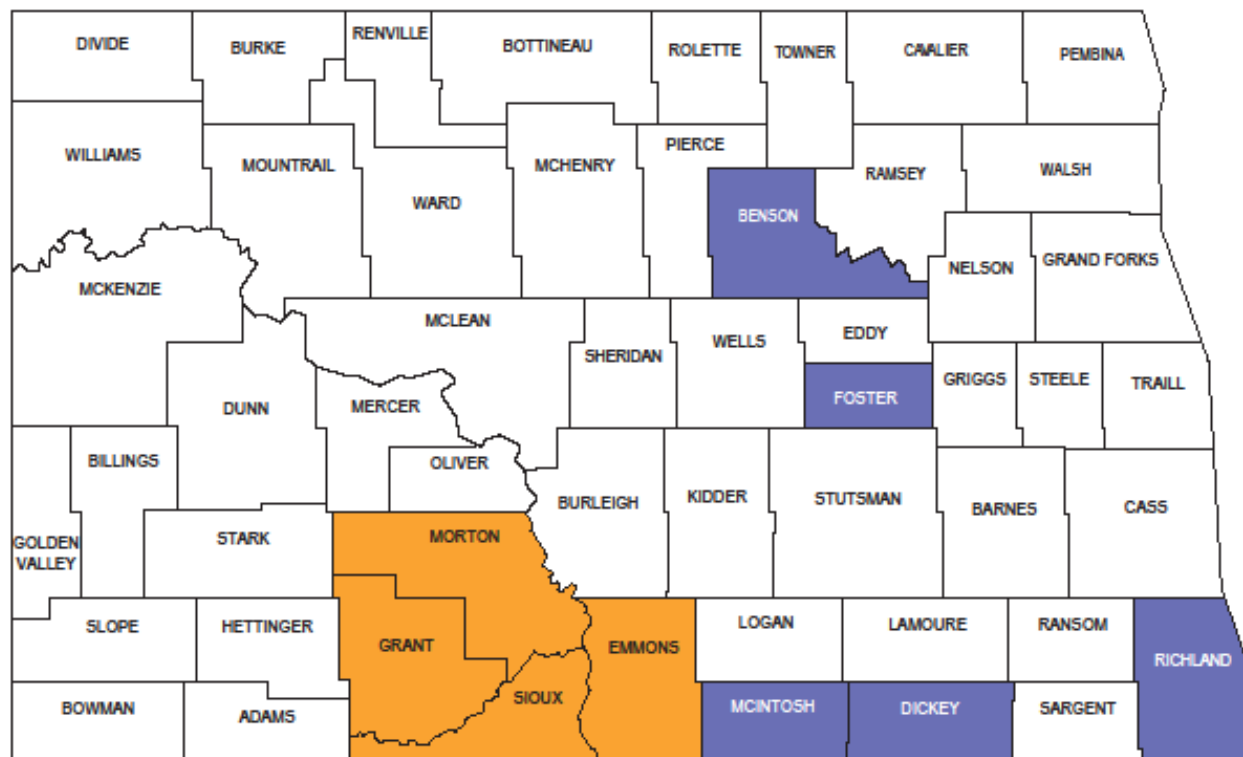 DIVIDE
BURKE
RENVILLE
BOTTINEAU
ROLETTE
TOWNER
CAVALIER
PEMBINA
WILLIAMS
MOUNTRAIL
WARD
MCHENRY
PIERCE
BENSON
RAMSEY
WALSH
MCKENZIE
NELSON
GRAND FORKS
MCLEAN
SHERIDAN
WELLS
EDDY
DUNN
MERCER
FOSTER
GRIGGS
STEELE
TRAILL
BILLINGS
OLIVER
BURLEIGH
KIDDER
STUTSMAN
BARNES
CASS
GOLDEN
VALLEY
STARK
MORTON
SLOPE
HETTINGER
GRANT
EMMONS
LOGAN
LAMOURE
RANSOM
RICHLAND
BOWMAN
ADAMS
SIOUX
MCINTOSH
DICKEY
SARGENT